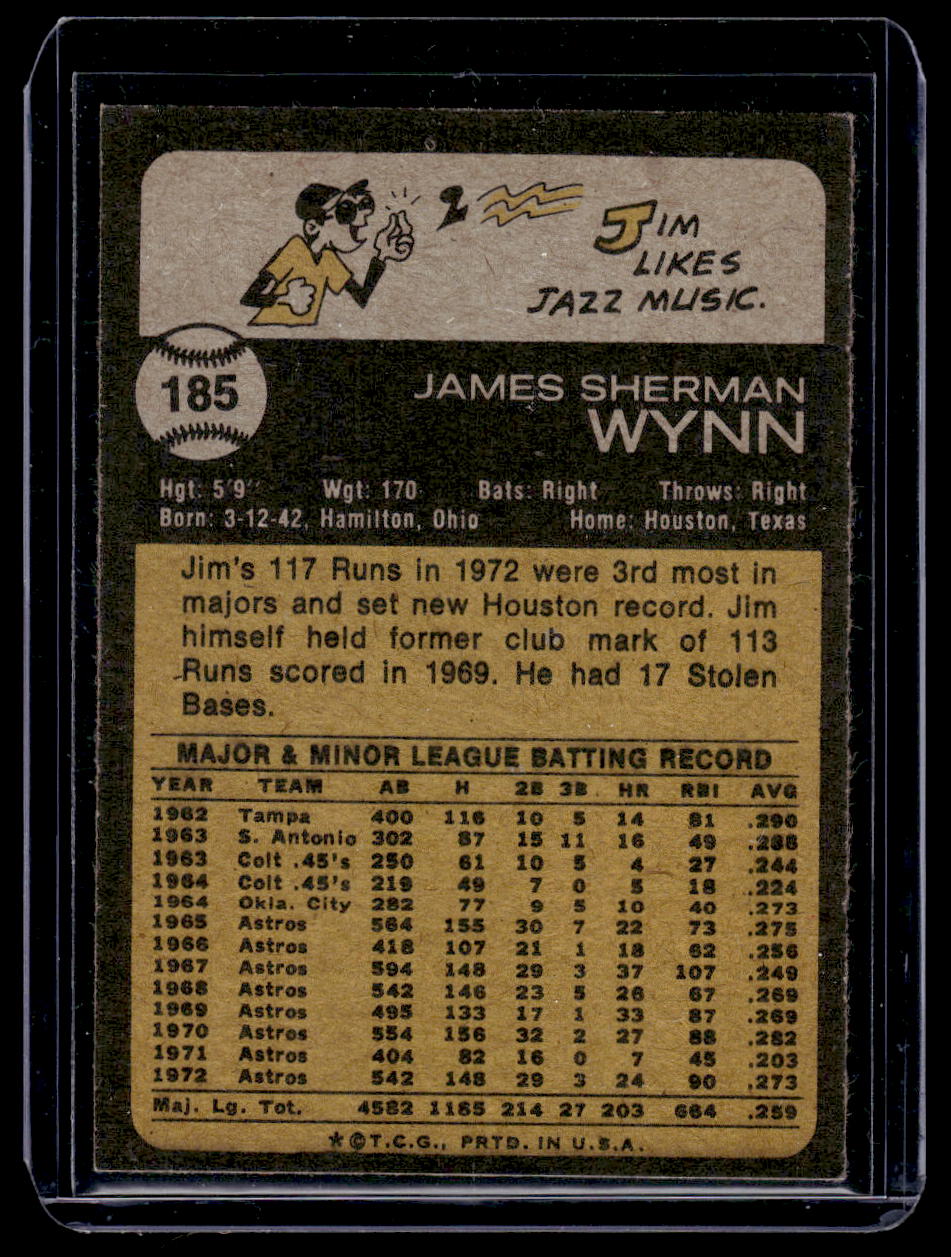 JIM
LIKES
JAZZ MUSIC.
185
JAMES SHERMAN
WYNN
Hgt: 5'9" Wgt: 170 Bats: Right Throws: Right
Born: 3-12-42, Hamilton, Ohio Home: Houston, Texas
Jim's 117 Runs in 1972 were 3rd most in
majors and set new Houston record. Jim
himself held former club mark of 113
Runs scored in 1969. He had 17 Stolen
Bases.
MAJOR & MINOR LEAGUE BATTING RECORD
YEAR TEAM AB H 2B 3B HR RBI AVG
1962 Tampa 400 116 10 5 14 81 .290
1963 S. Antonio 302 87 15 11 16 49 .288
1963 Colt .45's 250 61 10 5 4 27 .244
1964 Colt .45's 219 49 7 0 5 18 .224
1964 Okla. City 282 77 9 5 10 40 .273
1965 Astros 564 155 30 7 22 73 .275
1966 Astros 418 107 21 1 18 62 .256
1967 Astros 594 148 29 3 37 107 .249
1968 Astros 542 146 23 5 26 67 .269
1969 Astros 495 133 17 1 33 87 .269
1970 Astros 554 156 32 2 27 88 .282
1971 Astros 404 82 16 0 7 45 .203
1972 Astros 542 148 29 3 24 90 .273
Maj. Lg. Tot. 4582 1185 214 27 203 664 .259
★©T.C.G., PRTD. IN U.S.A.